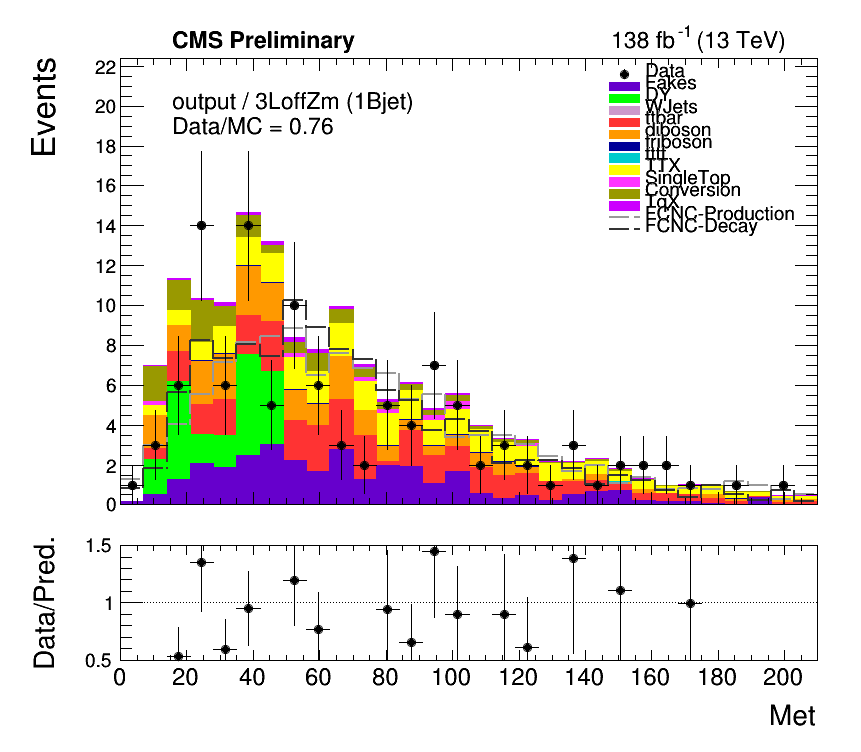 CMS Preliminary 138 fb-1 (13 TeV)
Events
22
20
18
16
14
12
10
8
6
4
2
0
output / 3LoffZm (1Bjet)
Data/MC = 0.76
Data
Fakes
DY
WJets
ttbar
diboson
triboson
tttt
TTX
SingleTop
Conversion
TqX
FCNC-Production
FCNC-Decay
Data/Pred.
1.5
1
0.5
0 20 40 60 80 100 120 140 160 180 200
Met